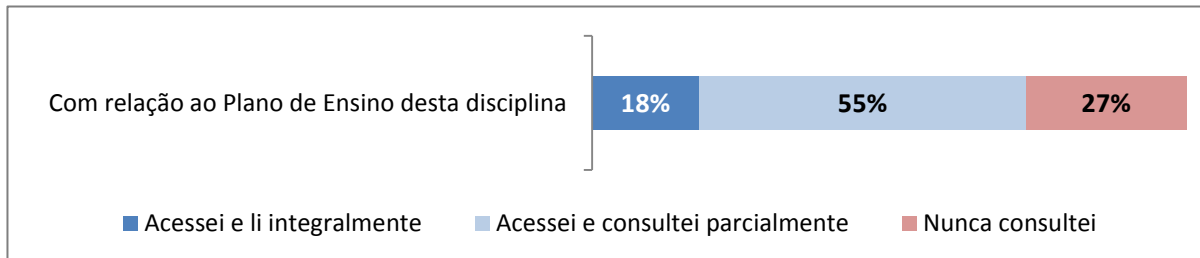 Com relação ao Plano de Ensino desta disciplina 18% 55% 27%
Acessei e li integralmente Acessei e consultei parcialmente Nunca consultei